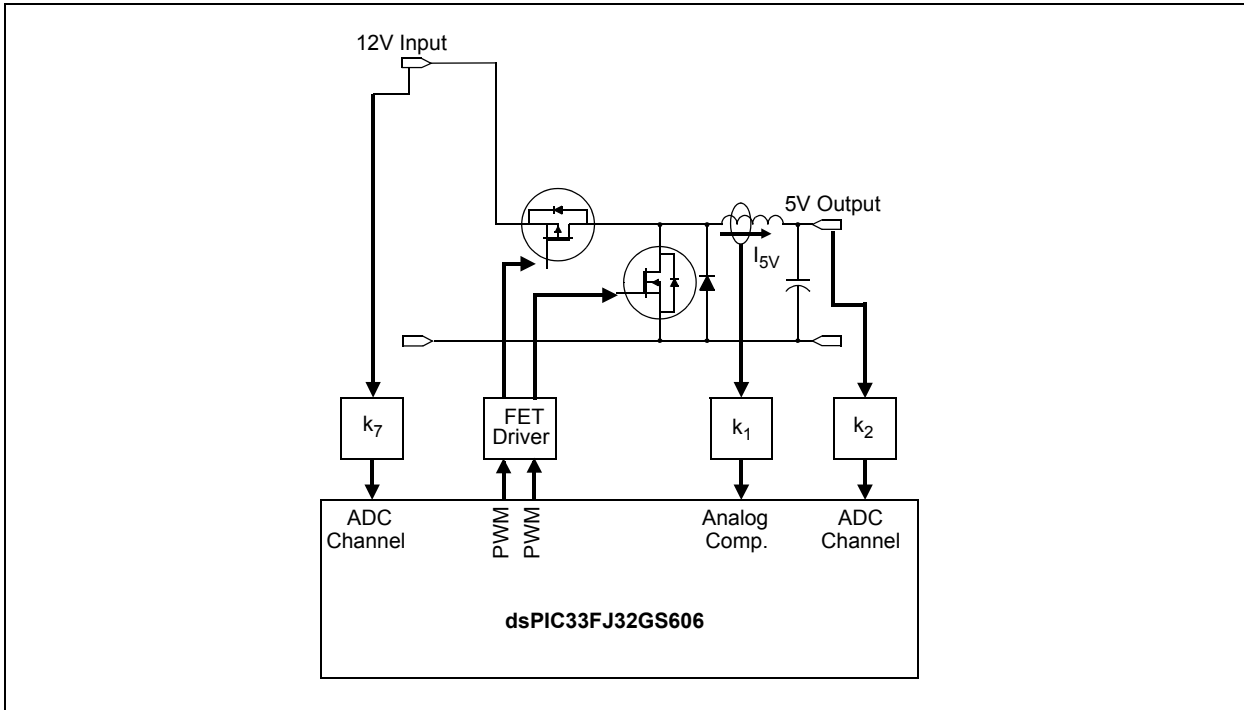 12V Input
5V Output
I5V
k7
FET
Driver
k1
k2
ADC
Channel
PWM
PWM
Analog
Comp.
ADC
Channel
dsPIC33FJ32GS606